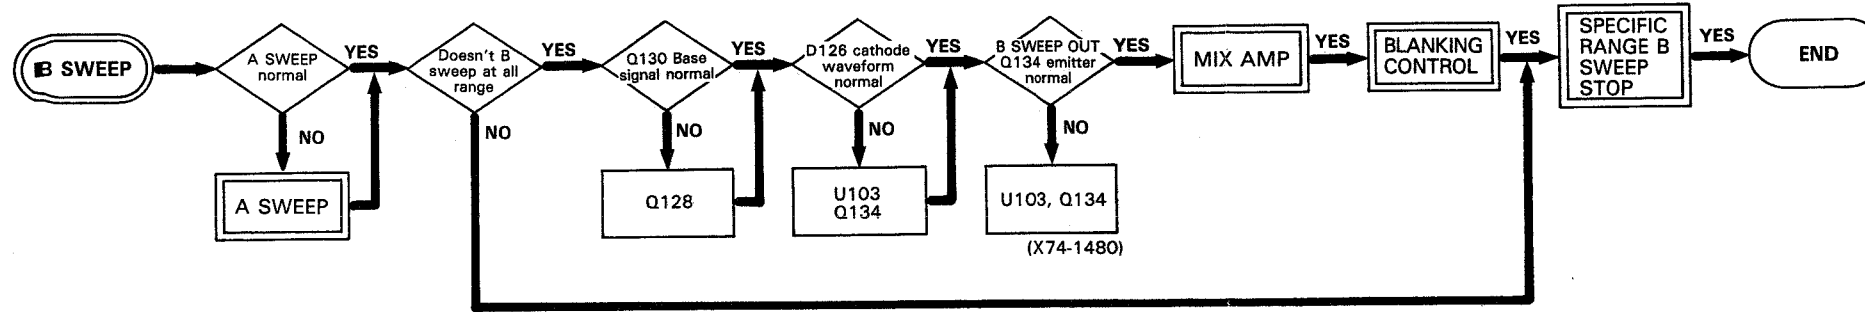 B SWEEP
A SWEEP
normal
YES
NO
A SWEEP
Doesn't B
sweep at all
range
YES
NO
Q130 Base
signal normal
YES
NO
Q128
D126 cathode
waveform
normal
YES
NO
U103
Q134
B SWEEP OUT
Q134 emitter
normal
YES
NO
U103, Q134
(X74-1480)
MIX AMP
YES
BLANKING
CONTROL
YES
SPECIFIC
RANGE B
SWEEP
STOP
YES
END